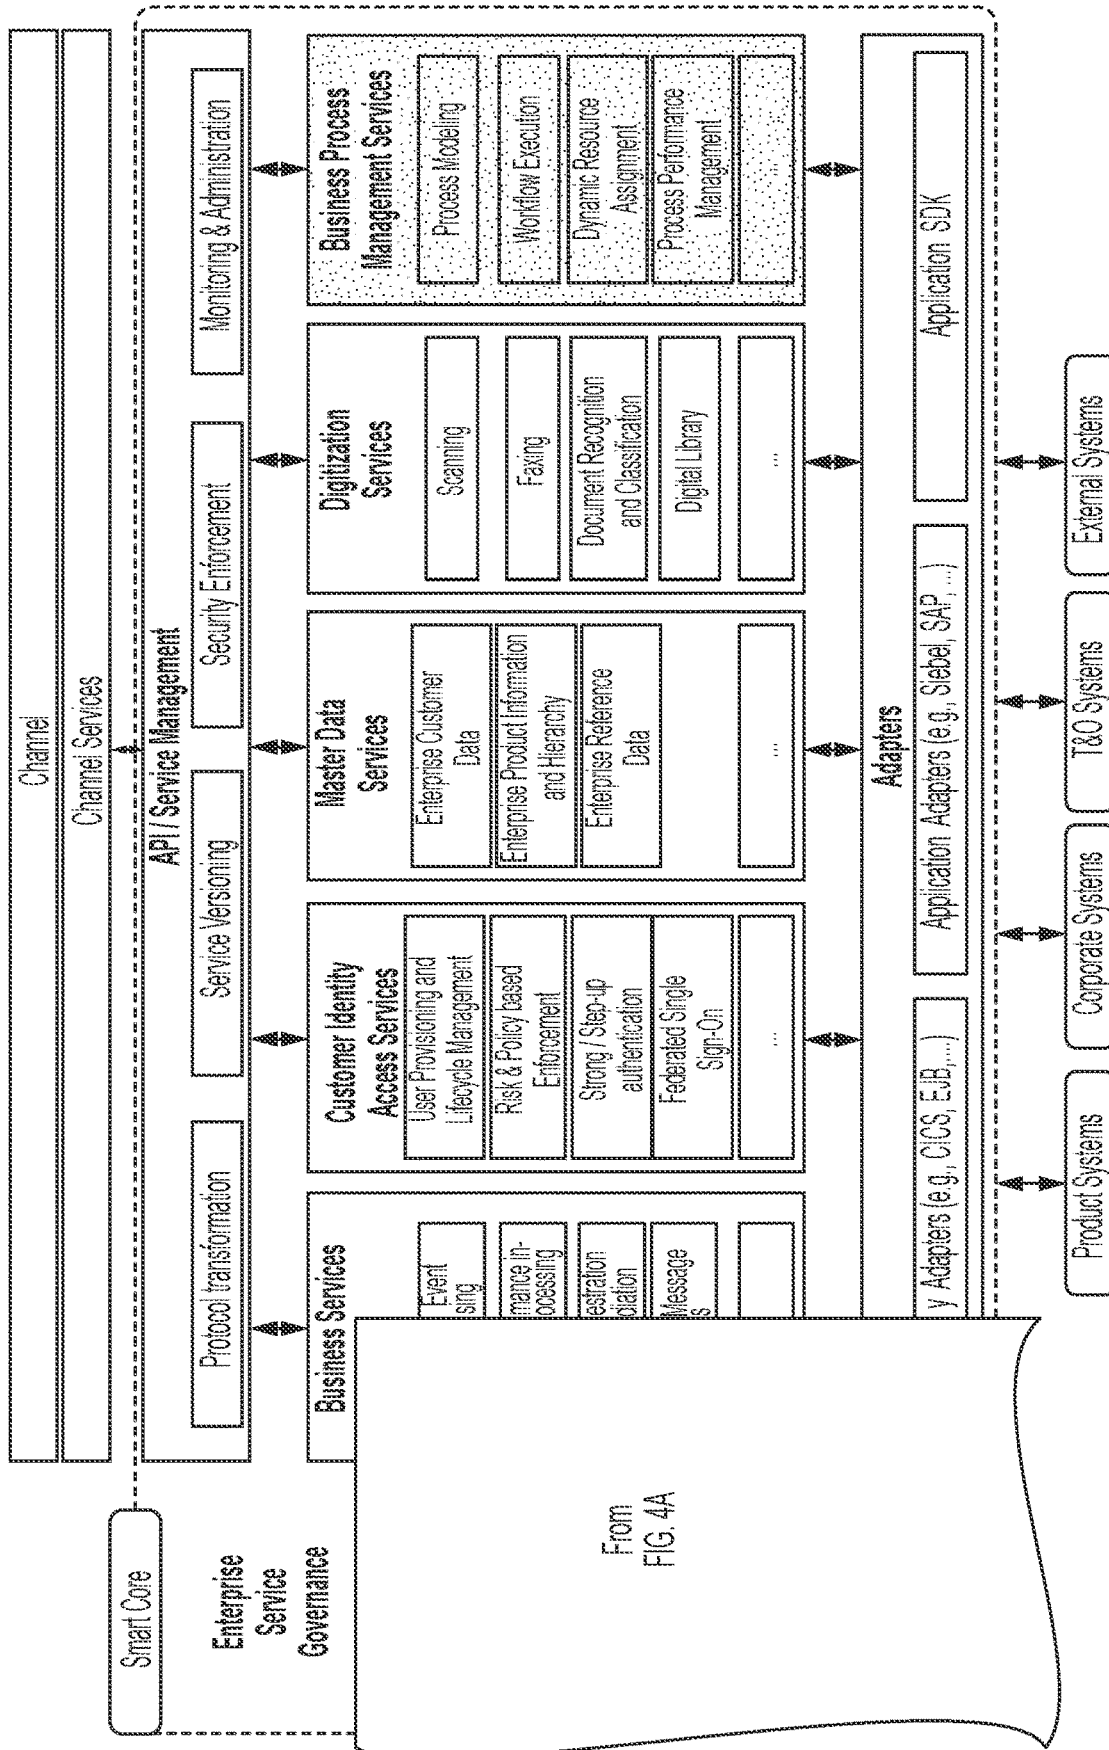 Channel
Channel Services
Smart Core
API / Service Management
Protocol transformation
Service Versioning
Security Enforcement
Monitoring & Administration
Enterprise
Service
Governance
Business Services
Event
sing
mance in-
ocessing
estration
diation
Message
s
Customer Identity
Access Services
User Provisioning and
Lifecycle Management
Risk & Policy based
Enforcement
Strong / Step-up
authentication
Federated Single
Sign-On
...
Master Data
Services
Enterprise Customer
Data
Enterprise Product Information
and Hierarchy
Enterprise Reference
Data
...
Digitization
Services
Scanning
Faxing
Document Recognition
and Classification
Digital Library
...
Business Process
Management Services
Process Modeling
Workflow Execution
Dynamic Resource
Assignment
Process Performance
Management
...
From
FIG. 4A
Adapters
y Adapters (e.g., CICS, EJB,...)
Application Adapters (e.g., Siebel, SAP, ...)
Application SDK
Product Systems
Corporate Systems
T&O Systems
External Systems